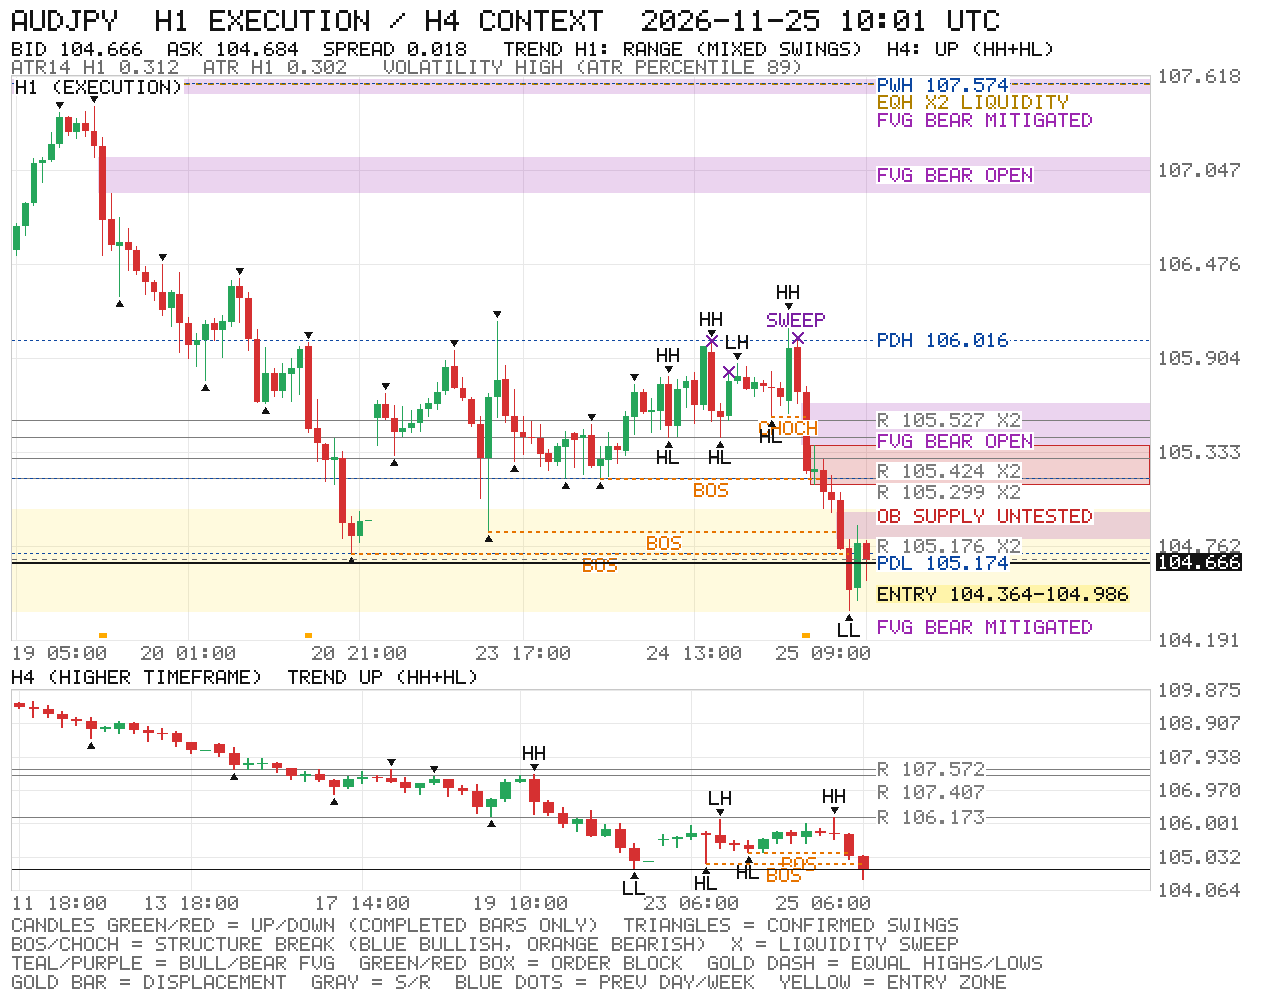 AUDJPY  H1 EXECUTION / H4 CONTEXT  2026-11-25 10:01 UTC
BID 104.666  ASK 104.684  SPREAD 0.018   TREND H1: RANGE (MIXED SWINGS)  H4: UP (HH+HL)
ATR14 H1 0.312  ATR H1 0.302   VOLATILITY HIGH (ATR PERCENTILE 89)
107.618
H1 (EXECUTION)
PWH 107.574
EQH X2 LIQUIDITY
FVG BEAR MITIGATED
107.047
FVG BEAR OPEN
106.476
HH
HH
SWEEP
PDH 106.016
LH
HH
105.904
R 105.527 X2
CHOCH
HL
FVG BEAR OPEN
105.333
HL
HL
R 105.424 X2
BOS
R 105.299 X2
OB SUPPLY UNTESTED
BOS
R 105.176 X2
104.762
BOS
PDL 105.174
104.666
ENTRY 104.364-104.986
LL
FVG BEAR MITIGATED
104.191
19 05:00
20 01:00
20 21:00
23 17:00
24 13:00
25 09:00
H4 (HIGHER TIMEFRAME)  TREND UP (HH+HL)
109.875
108.907
107.938
HH
R 107.572
R 107.407
106.970
LH
HH
R 106.173
106.001
105.032
BOS
HL
BOS
HL
LL
104.064
11 18:00
13 18:00
17 14:00
19 10:00
23 06:00
25 06:00
CANDLES GREEN/RED = UP/DOWN (COMPLETED BARS ONLY)  TRIANGLES = CONFIRMED SWINGS
BOS/CHOCH = STRUCTURE BREAK (BLUE BULLISH, ORANGE BEARISH)  X = LIQUIDITY SWEEP
TEAL/PURPLE = BULL/BEAR FVG  GREEN/RED BOX = ORDER BLOCK  GOLD DASH = EQUAL HIGHS/LOWS
GOLD BAR = DISPLACEMENT  GRAY = S/R  BLUE DOTS = PREV DAY/WEEK  YELLOW = ENTRY ZONE